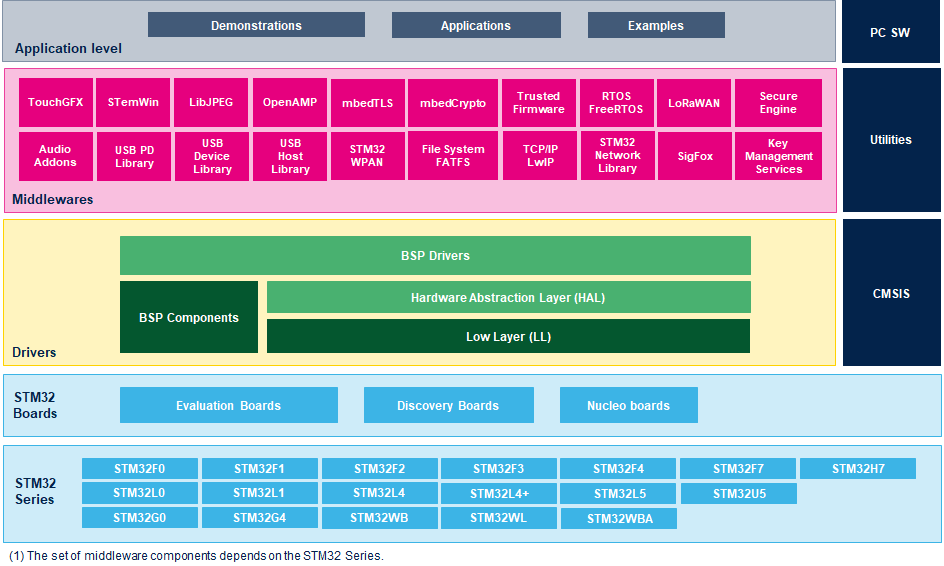 Demonstrations
Applications
Examples
Application level
PC SW
TouchGFX
STemWin
LibJPEG
OpenAMP
mbedTLS
mbedCrypto
Trusted
Firmware
RTOS
FreeRTOS
LoRaWAN
Secure
Engine
Audio
Addons
USB PD
Library
USB
Device
Library
USB
Host
Library
STM32
WPAN
File System
FATFS
TCP/IP
LwIP
STM32
Network
Library
SigFox
Key
Management
Services
Middlewares
Utilities
BSP Drivers
BSP Components
Hardware Abstraction Layer (HAL)
Low Layer (LL)
Drivers
CMSIS
STM32
Boards
Evaluation Boards
Discovery Boards
Nucleo boards
STM32
Series
STM32F0
STM32F1
STM32F2
STM32F3
STM32F4
STM32F7
STM32H7
STM32L0
STM32L1
STM32L4
STM32L4+
STM32L5
STM32U5
STM32G0
STM32G4
STM32WB
STM32WL
STM32WBA
(1) The set of middleware components depends on the STM32 Series.